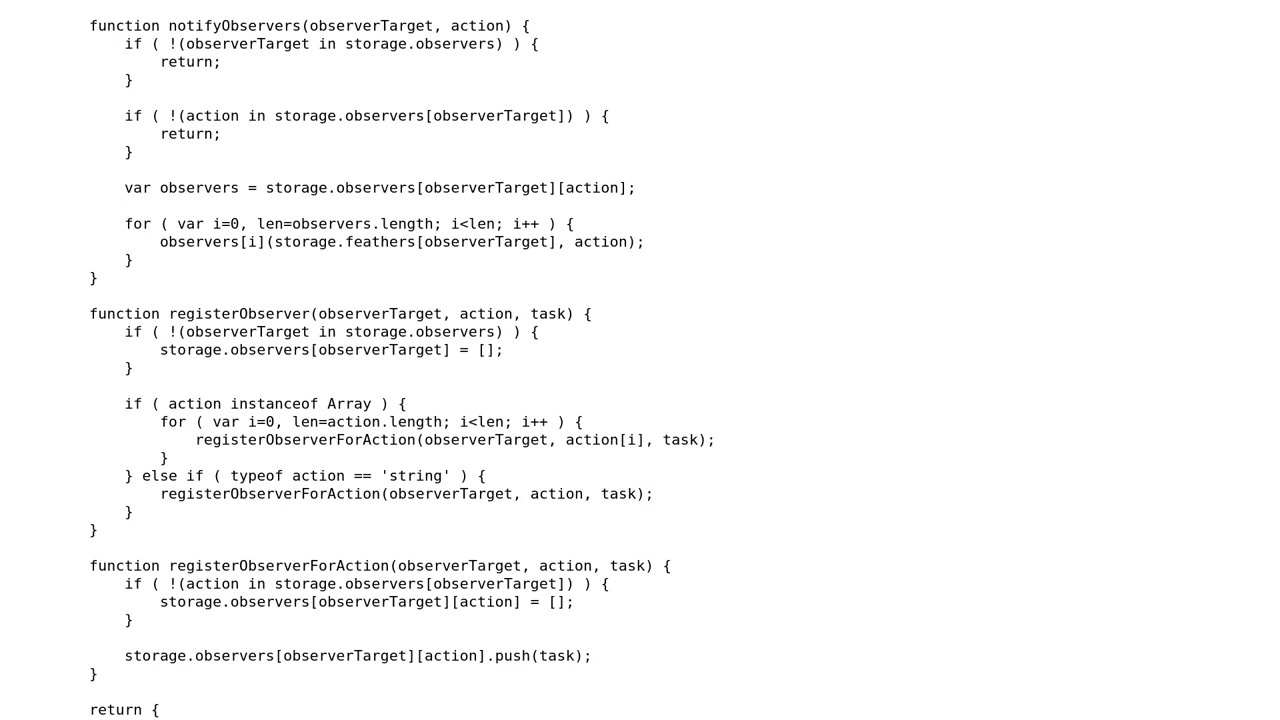 function notifyObservers(observerTarget, action) {
    if ( !(observerTarget in storage.observers) ) {
        return;
    }

    if ( !(action in storage.observers[observerTarget]) ) {
        return;
    }

    var observers = storage.observers[observerTarget][action];

    for ( var i=0, len=observers.length; i<len; i++ ) {
        observers[i](storage.feathers[observerTarget], action);
    }
}

function registerObserver(observerTarget, action, task) {
    if ( !(observerTarget in storage.observers) ) {
        storage.observers[observerTarget] = [];
    }

    if ( action instanceof Array ) {
        for ( var i=0, len=action.length; i<len; i++ ) {
            registerObserverForAction(observerTarget, action[i], task);
        }
    } else if ( typeof action == 'string' ) {
        registerObserverForAction(observerTarget, action, task);
    }
}

function registerObserverForAction(observerTarget, action, task) {
    if ( !(action in storage.observers[observerTarget]) ) {
        storage.observers[observerTarget][action] = [];
    }

    storage.observers[observerTarget][action].push(task);
}

return {